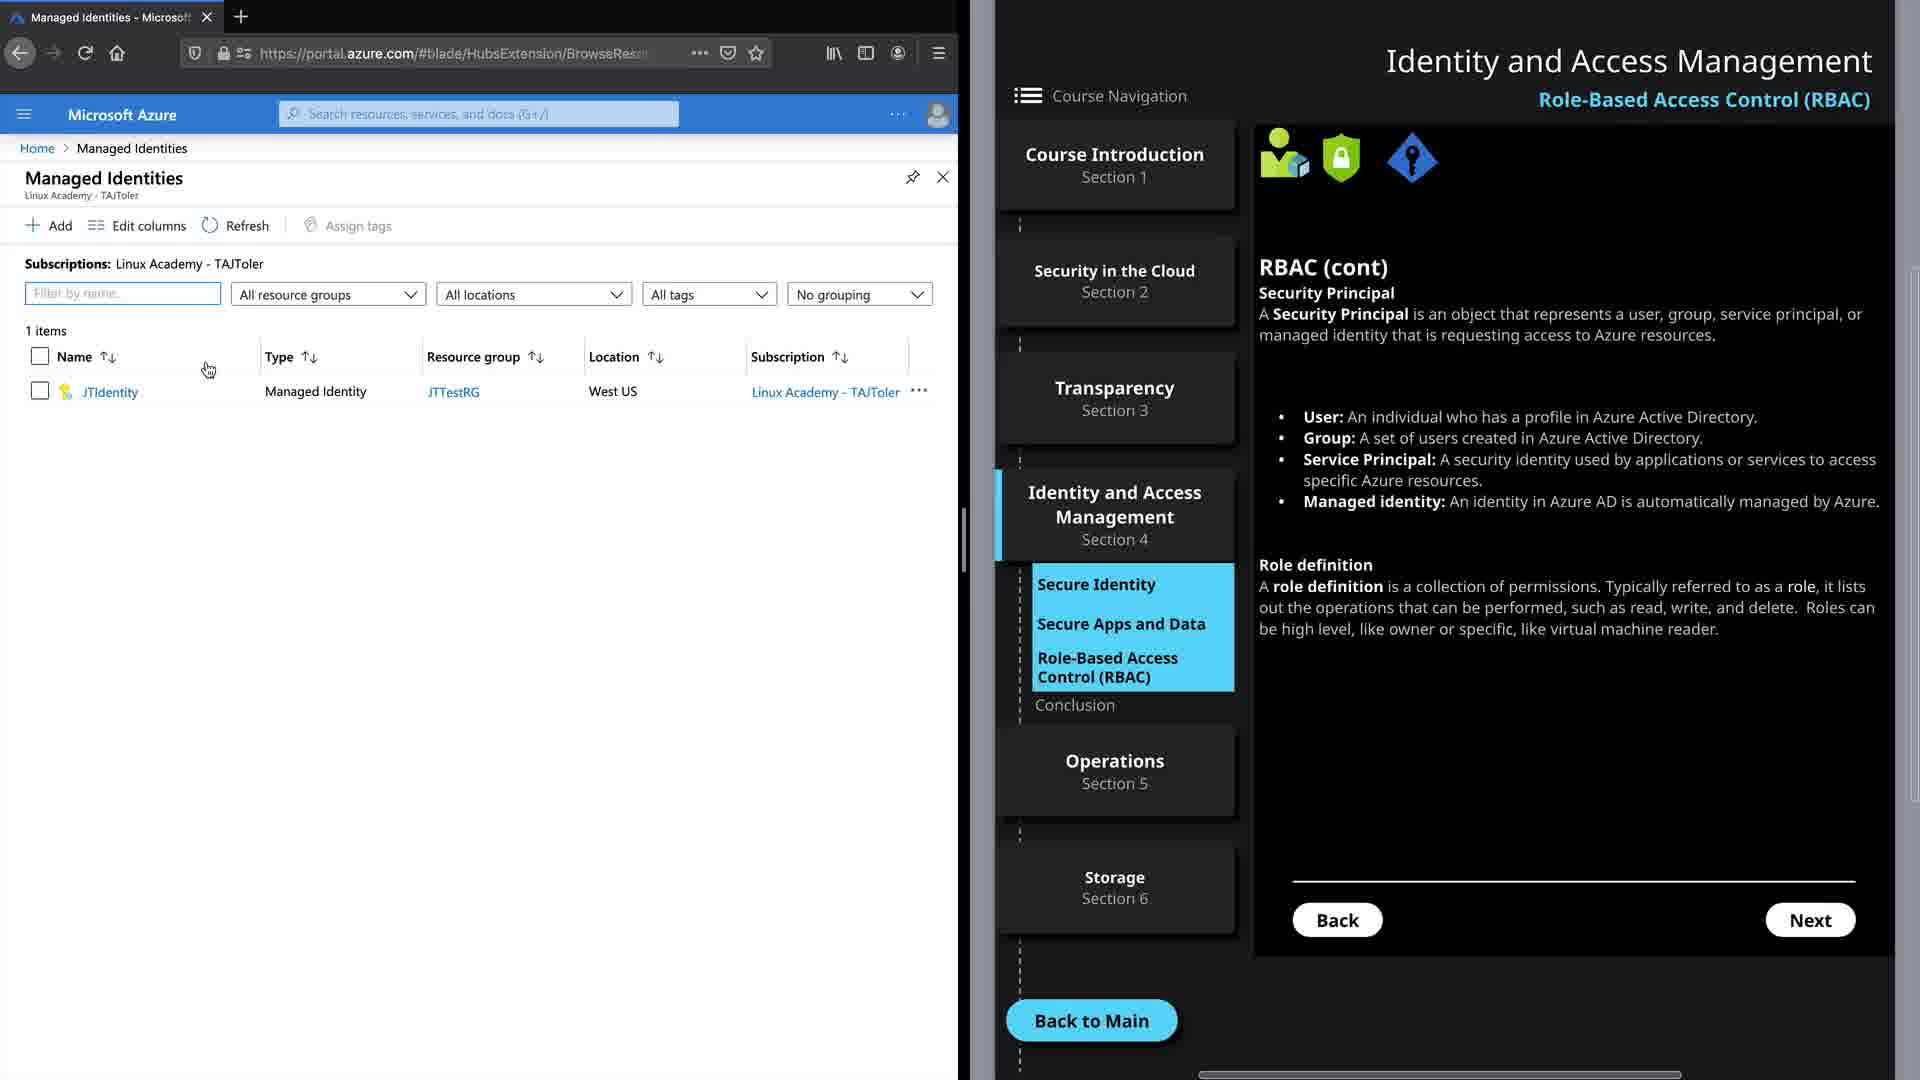 Managed Identities - Microsoft
https://portal.azure.com/#blade/HubsExtension/BrowseReso
Microsoft Azure
Search resources, services, and docs (G+/)
Home > Managed Identities
Managed Identities
Linux Academy - TAJToler
Add Edit columns Refresh Assign tags
Subscriptions: Linux Academy - TAJToler
Filter by name... All resource groups All locations All tags No grouping
1 items
Name Type Resource group Location Subscription
JTIdentity Managed Identity JTTestRG West US Linux Academy - TAJToler
Identity and Access Management
Role-Based Access Control (RBAC)
Course Navigation
Course Introduction
Section 1
Security in the Cloud
Section 2
Transparency
Section 3
Identity and Access
Management
Section 4
Secure Identity
Secure Apps and Data
Role-Based Access
Control (RBAC)
Conclusion
Operations
Section 5
Storage
Section 6
Back to Main
RBAC (cont)
Security Principal
A Security Principal is an object that represents a user, group, service principal, or
managed identity that is requesting access to Azure resources.
• User: An individual who has a profile in Azure Active Directory.
• Group: A set of users created in Azure Active Directory.
• Service Principal: A security identity used by applications or services to access
specific Azure resources.
• Managed identity: An identity in Azure AD is automatically managed by Azure.
Role definition
A role definition is a collection of permissions. Typically referred to as a role, it lists
out the operations that can be performed, such as read, write, and delete. Roles can
be high level, like owner or specific, like virtual machine reader.
Back
Next